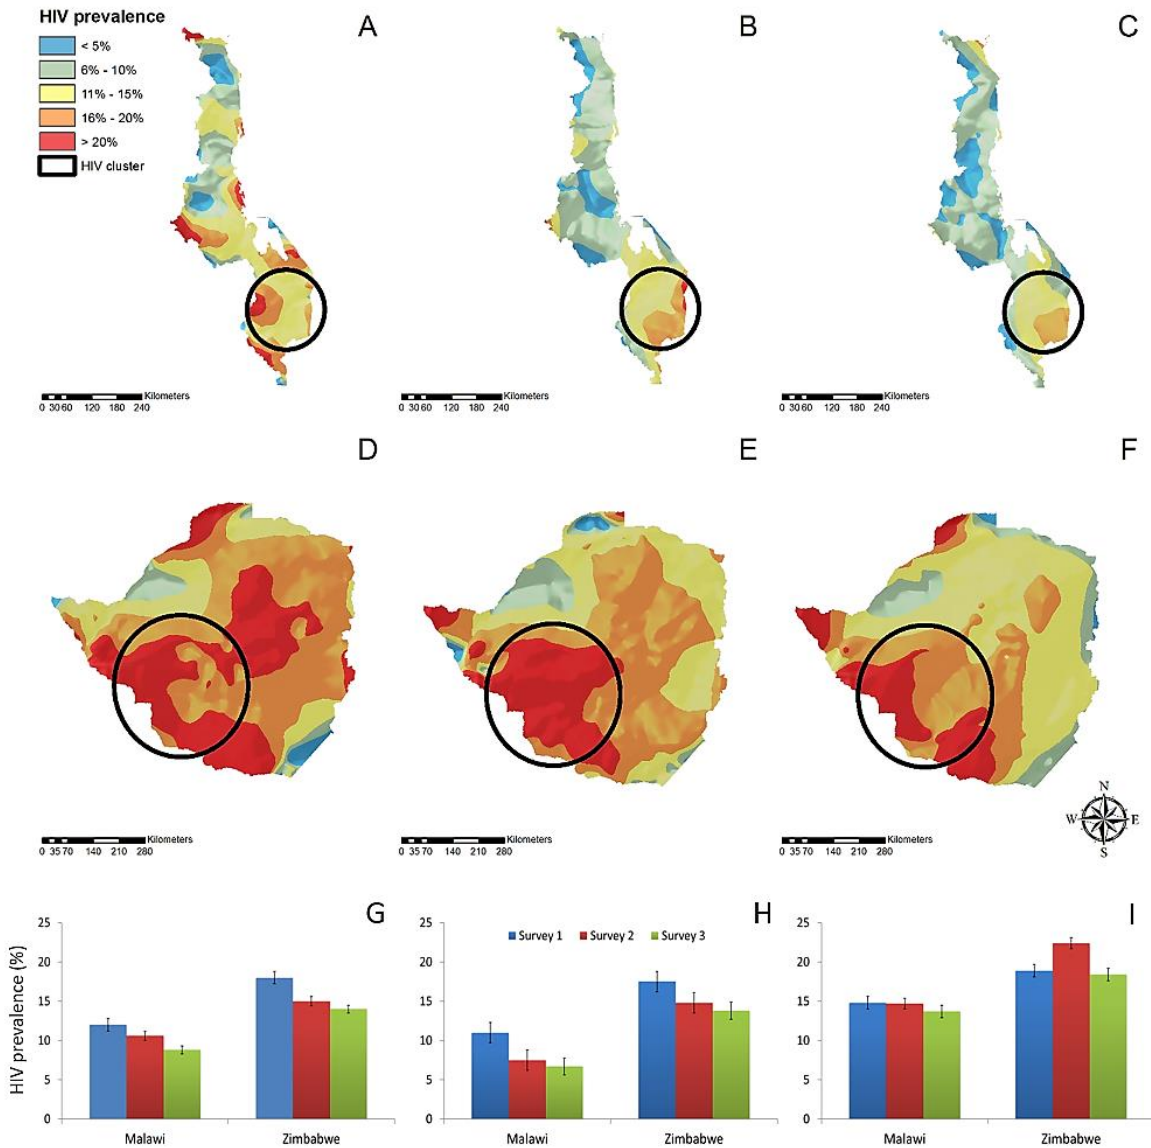 HIV prevalence
< 5%
6% - 10%
11% - 15%
16% - 20%
> 20%
HIV cluster
A
B
C
Kilometers
0 30 60 120 180 240
Kilometers
0 30 60 120 180 240
Kilometers
0 30 60 120 180 240
D
E
F
N
W E
S
Kilometers
0 35 70 140 210 280
Kilometers
0 35 70 140 210 280
Kilometers
0 35 70 140 210 280
G
HIV prevalence (%)
25
20
15
10
5
0
Malawi Zimbabwe
H
Survey 1 Survey 2 Survey 3
25
20
15
10
5
0
Malawi Zimbabwe
I
25
20
15
10
5
0
Malawi Zimbabwe